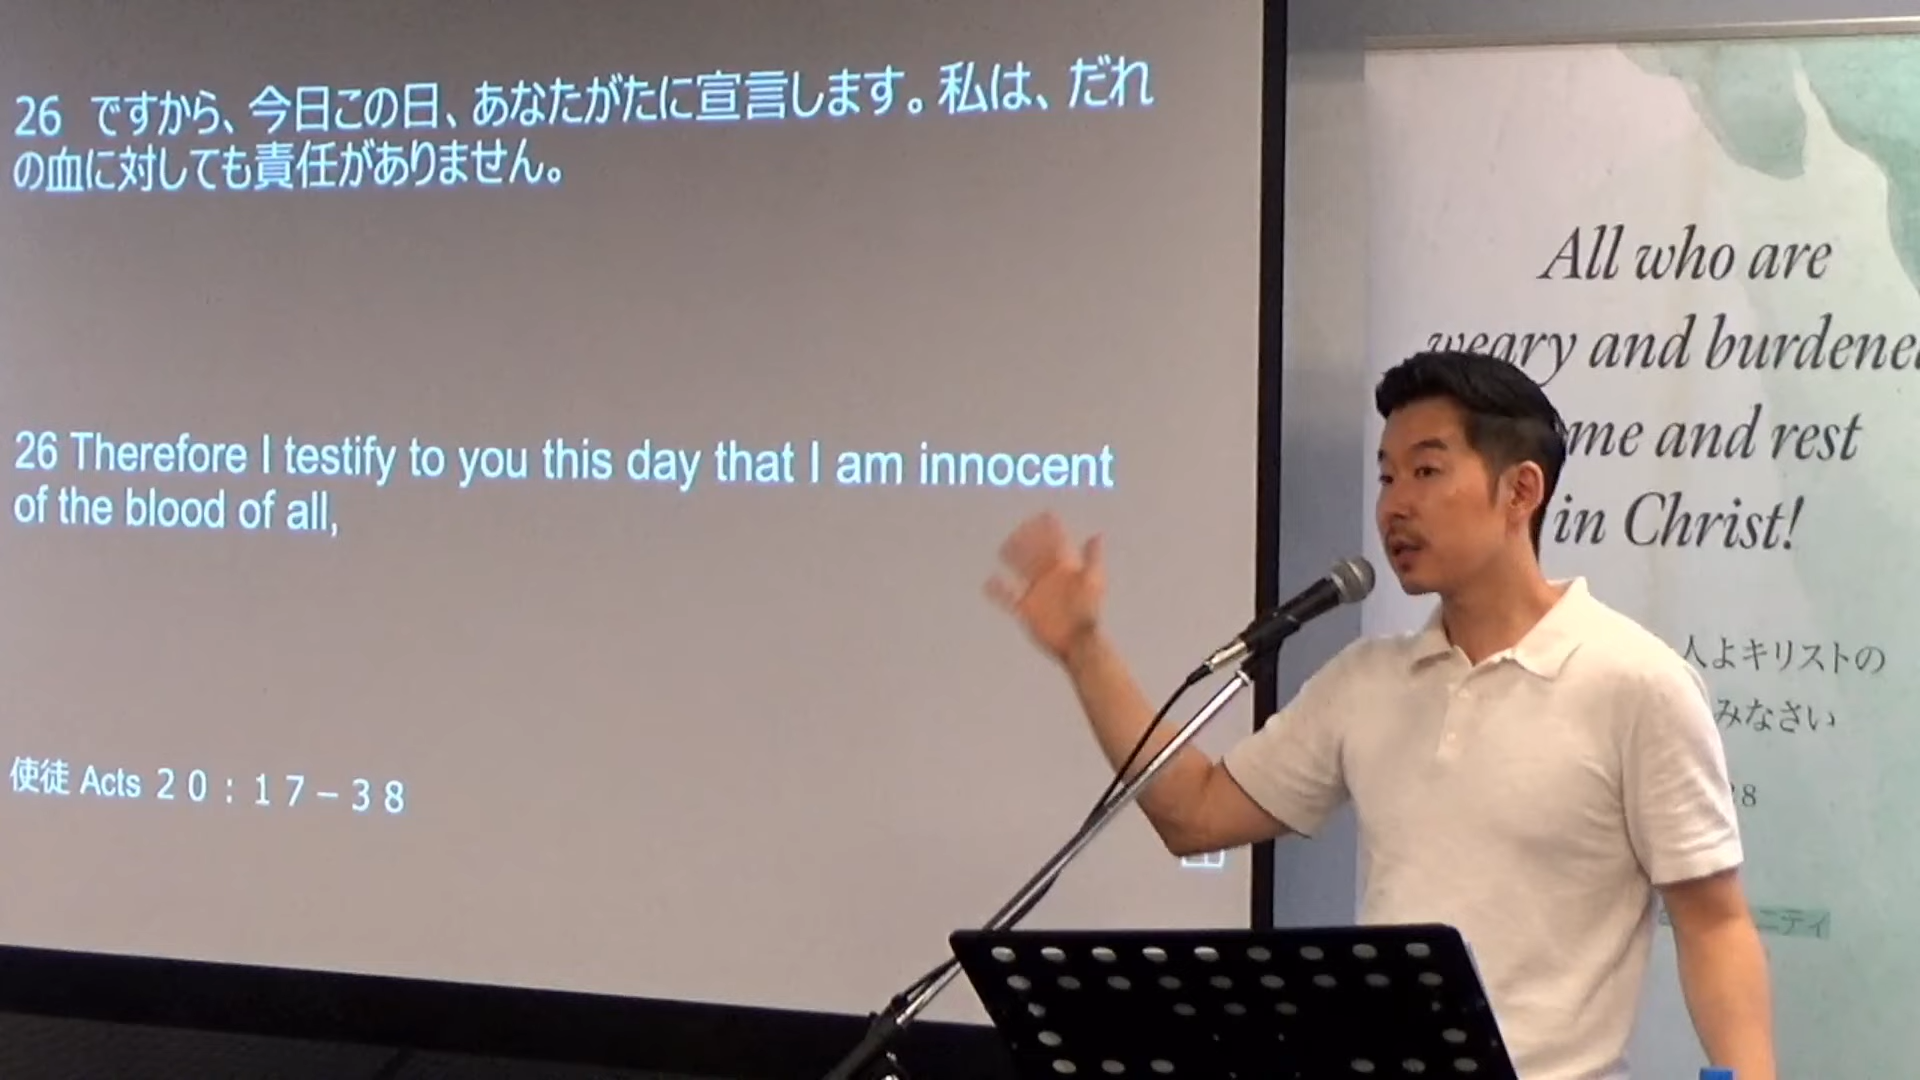 26 ですから、今日この日、あなたがたに宣言します。私は、だれ
の血に対しても責任がありません。
26 Therefore I testify to you this day that I am innocent
of the blood of all,
使徒 Acts 20:17–38
All who are
weary and burdene
me and rest
in Christ!
人よキリストの
みなさい
28
ニティ